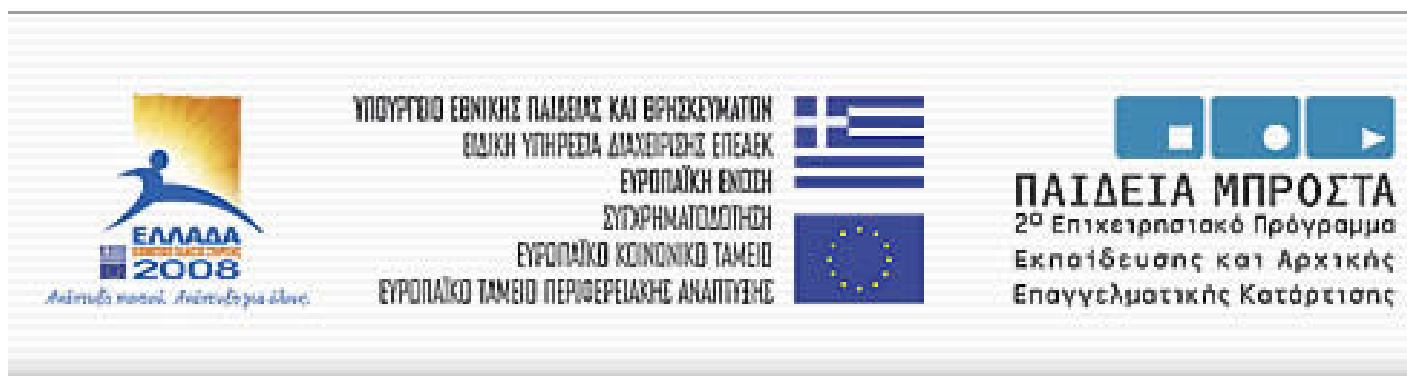 ΕΛΛΑΔΑ
2008
ΥΠΟΥΡΓΕΙΟ ΕΘΝΙΚΗΣ ΠΑΙΔΕΙΑΣ ΚΑΙ ΘΡΗΣΚΕΥΜΑΤΩΝ
ΕΙΔΙΚΗ ΥΠΗΡΕΣΙΑ ΔΙΑΧΕΙΡΙΣΗΣ ΕΠΕΑΕΚ
ΕΥΡΩΠΑΪΚΗ ΕΝΩΣΗ
ΣΥΓΧΡΗΜΑΤΟΔΟΤΗΣΗ
ΕΥΡΩΠΑΪΚΟ ΚΟΙΝΩΝΙΚΟ ΤΑΜΕΙΟ
ΕΥΡΩΠΑΪΚΟ ΤΑΜΕΙΟ ΠΕΡΙΦΕΡΕΙΑΚΗΣ ΑΝΑΠΤΥΞΗΣ
ΠΑΙΔΕΙΑ ΜΠΡΟΣΤΑ
2º Επιχειρησιακό Πρόγραμμα
Εκπαίδευσης και Αρχικής
Επαγγελματικής Κατάρτισης